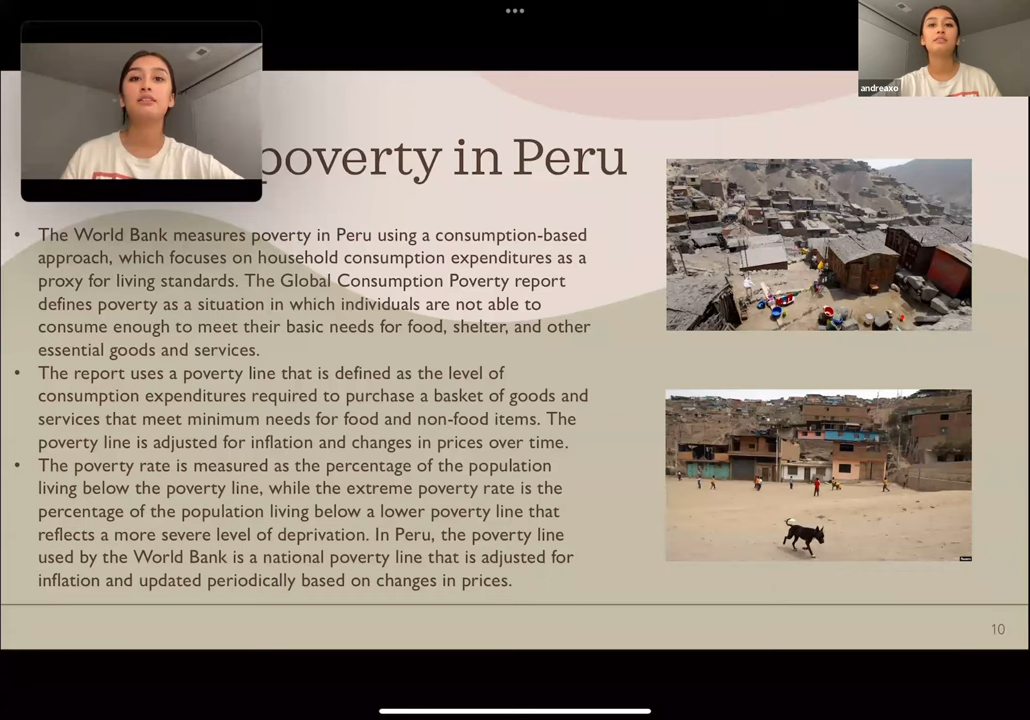 andreaxo
poverty in Peru
• The World Bank measures poverty in Peru using a consumption-based
approach, which focuses on household consumption expenditures as a
proxy for living standards. The Global Consumption Poverty report
defines poverty as a situation in which individuals are not able to
consume enough to meet their basic needs for food, shelter, and other
essential goods and services.
• The report uses a poverty line that is defined as the level of
consumption expenditures required to purchase a basket of goods and
services that meet minimum needs for food and non-food items. The
poverty line is adjusted for inflation and changes in prices over time.
• The poverty rate is measured as the percentage of the population
living below the poverty line, while the extreme poverty rate is the
percentage of the population living below a lower poverty line that
reflects a more severe level of deprivation. In Peru, the poverty line
used by the World Bank is a national poverty line that is adjusted for
inflation and updated periodically based on changes in prices.
10